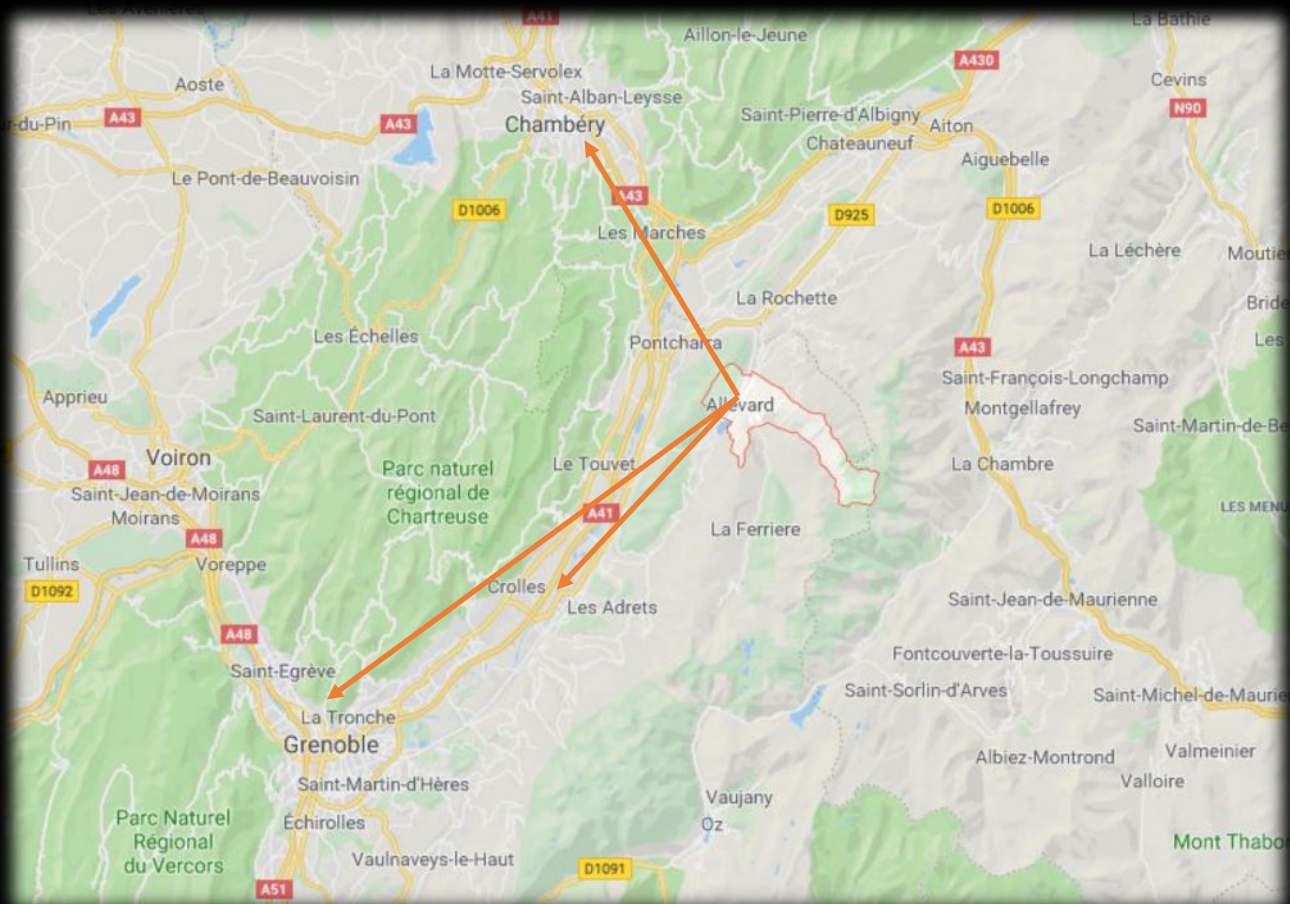 Les Avenières
A41
La Bathie
Aillon-le-Jeune
A430
La Motte-Servolex
Cevins
Aoste
Saint-Alban-Leysse
N90
Saint-Pierre-d'Albigny
A43
A43
Chambéry
Aiton
r-du-Pin
Chateauneuf
Aiguebelle
Le Pont-de-Beauvoisin
A43
D1006
D925
D1006
Les Marches
La Léchère
Moutie
La Rochette
Bride
Les Échelles
Pontcharra
Les
A43
Saint-François-Longchamp
Apprieu
Allevard
Montgellafrey
Saint-Laurent-du-Pont
Saint-Martin-de-Be
Voiron
Le Touvet
La Chambre
A48
Parc naturel
régional de
Chartreuse
Saint-Jean-de-Moirans
LES MENU
A41
Moirans
La Ferriere
A48
Tullins
Voreppe
Crolles
D1092
Les Adrets
Saint-Jean-de-Maurienne
A48
Fontcouverte-la-Toussuire
Saint-Egrève
Saint-Sorlin-d'Arves
Saint-Michel-de-Maurie
La Tronche
Grenoble
Valmeinier
Albiez-Montrond
Saint-Martin-d'Hères
Valloire
Vaujany
Parc Naturel
Régional
du Vercors
Échirolles
Oz
Mont Thabor
Vaulnaveys-le-Haut
D1091
A51